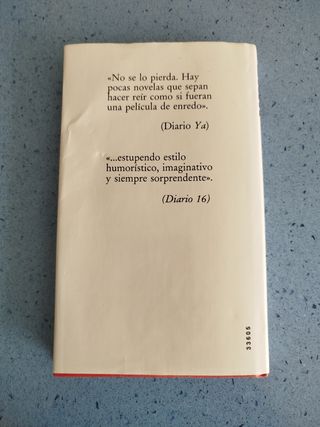 «No se lo pierda. Hay
pocas novelas que sepan
hacer reír como si fueran
una película de enredo».
(Diario Ya)
«...estupendo estilo
humorístico, imaginativo
y siempre sorprendente».
(Diario 16)
33605